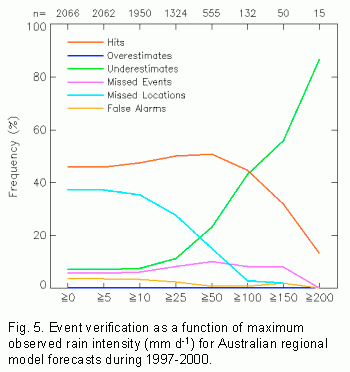 n= 2066 2062 1950 1324 555 132 50 15
100
Hits
Overestimates
Underestimates
80
Missed Events
Missed Locations
False Alarms
60
Frequency (%)
40
20
0
≥0 ≥5 ≥10 ≥25 ≥50 ≥100 ≥150 ≥200
Fig. 5. Event verification as a function of maximum
observed rain intensity (mm d-1) for Australian regional
model forecasts during 1997-2000.